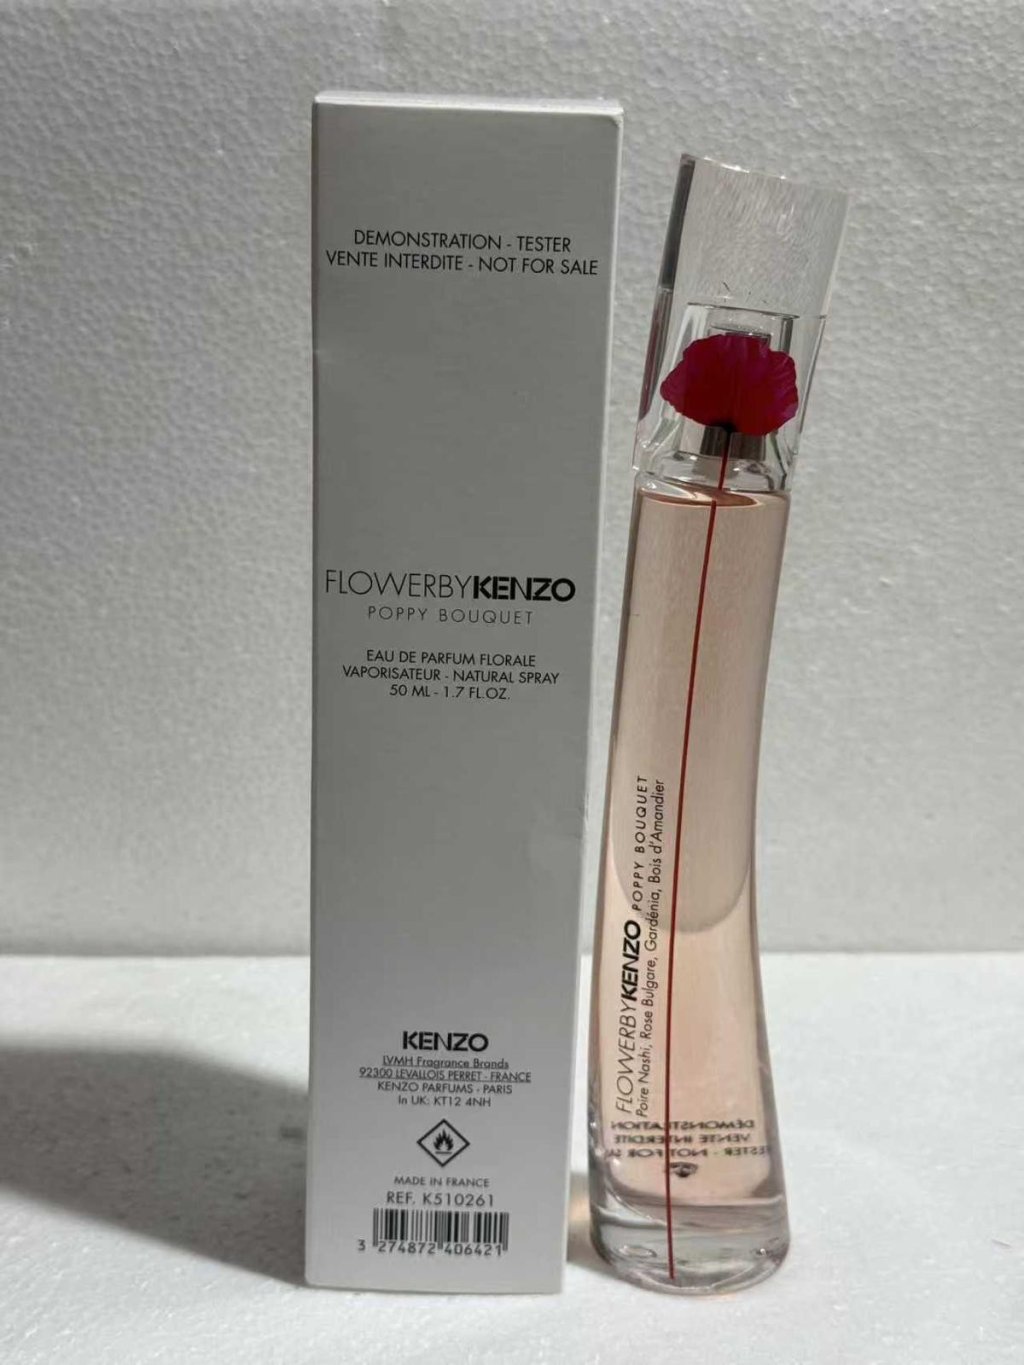 DEMONSTRATION - TESTER
VENTE INTERDITE - NOT FOR SALE
FLOWERBYKENZO
POPPY BOUQUET
EAU DE PARFUM FLORALE
VAPORISATEUR - NATURAL SPRAY
50 ML - 1.7 FL.OZ.
KENZO
LVMH Fragrance Brands
92300 LEVALLOIS PERRET - FRANCE
KENZO PARFUMS - PARIS
In UK: KT12 4NH
MADE IN FRANCE
REF. K510261
3 274872 406421
FLOWERBYKENZO POPPY BOUQUET
Poire Nashi, Rose Bulgare, Gardénia, Bois d'Amandier
DÉMONSTRATION
VENTE INTERDITE
TESTER - NOT FOR